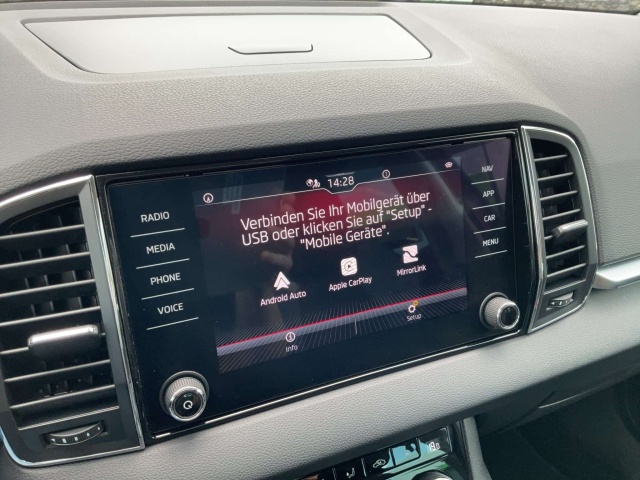 14:28
RADIO
MEDIA
PHONE
VOICE
NAV
APP
CAR
MENU
Verbinden Sie Ihr Mobilgerät über
USB oder klicken Sie auf "Setup" -
"Mobile Geräte".
Android Auto
Apple CarPlay
MirrorLink
Info
Setup